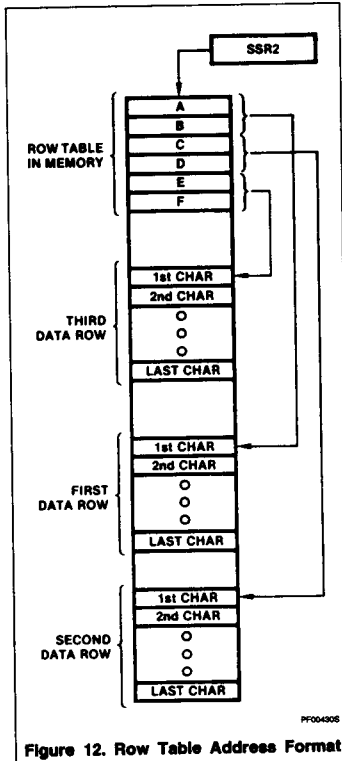 SSR2
A
B
ROW TABLE
IN MEMORY
C
D
E
F
1st CHAR
2nd CHAR
THIRD
DATA ROW
LAST CHAR
1st CHAR
2nd CHAR
FIRST
DATA ROW
LAST CHAR
1st CHAR
2nd CHAR
SECOND
DATA ROW
LAST CHAR
PF00430S
Figure 12. Row Table Address Format